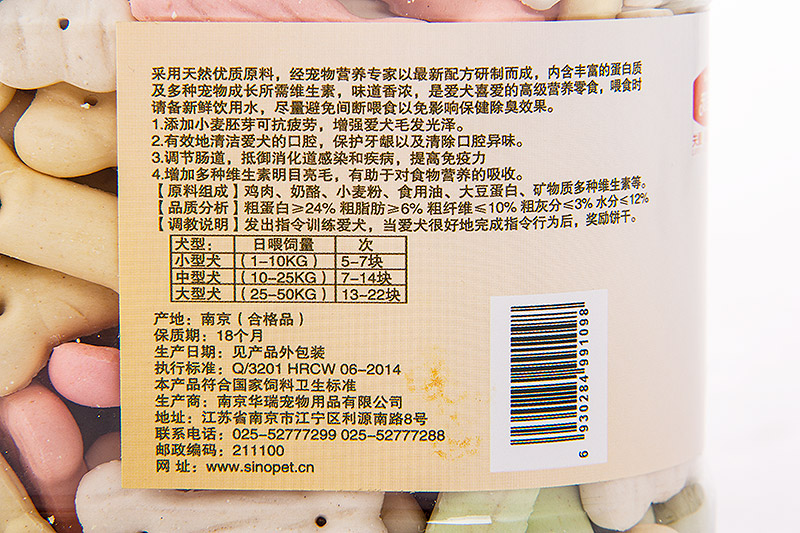 采用天然优质原料，经宠物营养专家以最新配方研制而成，内含丰富的蛋白质
及多种宠物成长所需维生素，味道香浓，是爱犬喜爱的高级营养零食，喂食时
请备新鲜饮用水，尽量避免间断喂食以免影响保健除臭效果。
1.添加小麦胚芽可抗疲劳，增强爱犬毛发光泽。
2.有效地清洁爱犬的口腔，保护牙龈以及清除口腔异味。
3.调节肠道，抵御消化道感染和疾病，提高免疫力
4.增加多种维生素明目亮毛，有助于对食物营养的吸收。
【原料组成】鸡肉、奶酪、小麦粉、食用油、大豆蛋白、矿物质多种维生素等。
【品质分析】粗蛋白≥24% 粗脂肪≥6% 粗纤维≤10% 粗灰分≤3% 水分≤12%
【调教说明】发出指令训练爱犬，当爱犬很好地完成指令行为后，奖励饼干。
犬型： 日喂饲量 次
小型犬 （1-10KG） 5-7块
中型犬 （10-25KG） 7-14块
大型犬 （25-50KG） 13-22块
产地：南京（合格品）
保质期：18个月
生产日期：见产品外包装
执行标准：Q/3201 HRCW 06-2014
本产品符合国家饲料卫生标准
生产商：南京华瑞宠物用品有限公司
地址：江苏省南京市江宁区利源南路8号
联系电话：025-52777299 025-52777288
邮政编码：211100
网 址：www.sinopet.cn
6 930284 991098